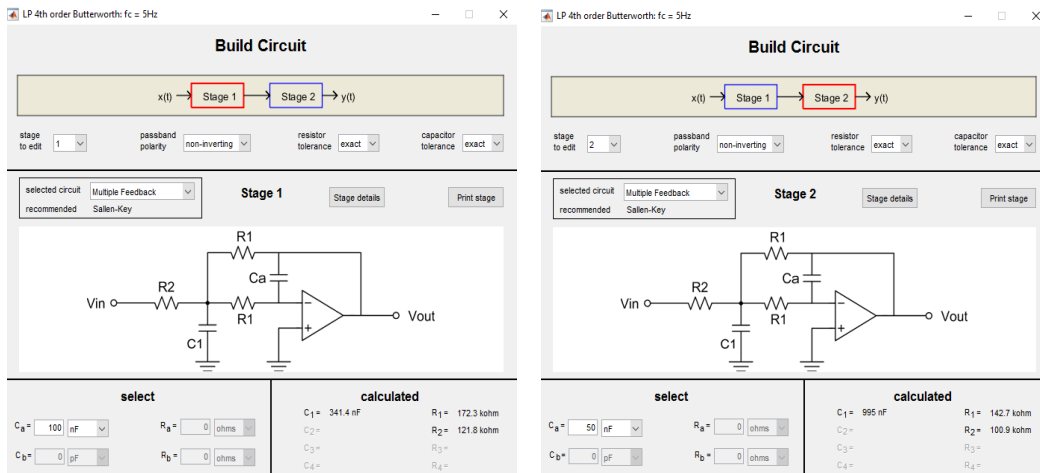 LP 4th order Butterworth: fc = 5Hz
Build Circuit
x(t) Stage 1 Stage 2 y(t)
stage to edit 1 passband polarity non-inverting resistor tolerance exact capacitor tolerance exact
selected circuit Multiple Feedback
recommended Sallen-Key
Stage 1
Stage details
Print stage
R1
Ca
R2
Vin
R1
C1
−
+
Vout
select
Ca = 100 nF Ra = 0 ohms
Cb = 0 pF Rb = 0 ohms
calculated
C1 = 341.4 nF R1 = 172.3 kohm
C2 = R2 = 121.8 kohm
C3 = R3 =
C4 = R4 =
LP 4th order Butterworth: fc = 5Hz
Build Circuit
x(t) Stage 1 Stage 2 y(t)
stage to edit 2 passband polarity non-inverting resistor tolerance exact capacitor tolerance exact
selected circuit Multiple Feedback
recommended Sallen-Key
Stage 2
Stage details
Print stage
R1
Ca
R2
Vin
R1
C1
−
+
Vout
select
Ca = 50 nF Ra = 0 ohms
Cb = 0 pF Rb = 0 ohms
calculated
C1 = 995 nF R1 = 142.7 kohm
C2 = R2 = 100.9 kohm
C3 = R3 =
C4 = R4 =